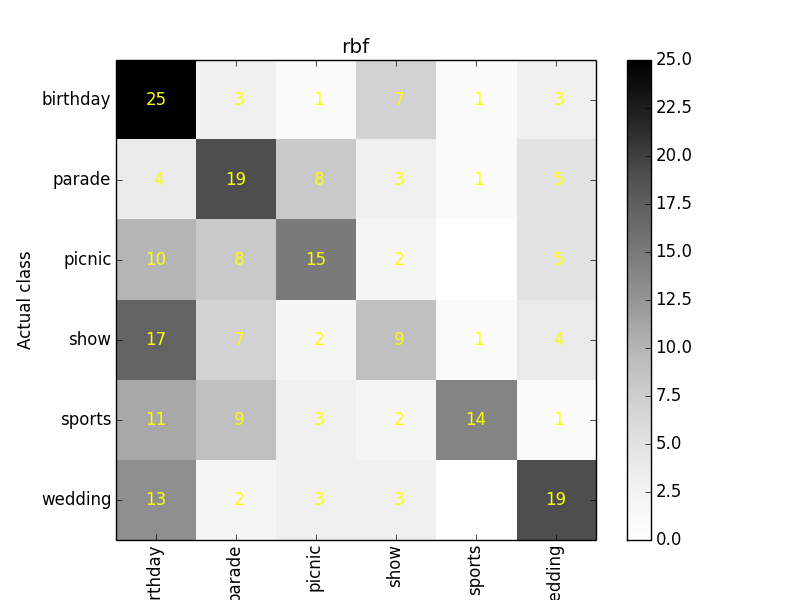 rbf
Actual class
birthday 25 3 1 7 1 3
parade 4 19 8 3 1 5
picnic 10 8 15 2 5
show 17 7 2 9 1 4
sports 11 9 3 2 14 1
wedding 13 2 3 3 19
rthday parade picnic show sports edding
25.0
22.5
20.0
17.5
15.0
12.5
10.0
7.5
5.0
2.5
0.0